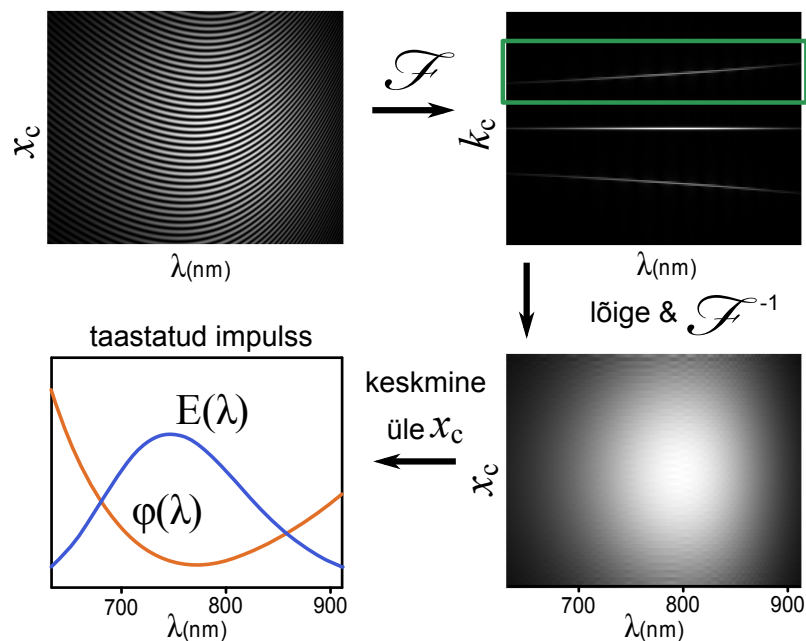 x_c
λ(nm)
ℱ
k_c
λ(nm)
lõige & ℱ⁻¹
x_c
700 800 900
λ(nm)
keskmine
üle x_c
taastatud impulss
E(λ)
φ(λ)
700 800 900
λ(nm)